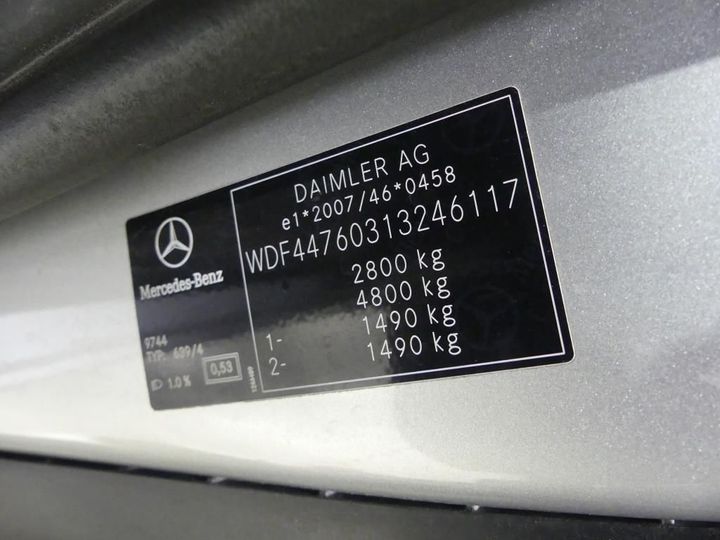 DAIMLER AG
e1*2007/46*0458
WDF44760313246117
2800 kg
4800 kg
1- 1490 kg
2- 1490 kg
Mercedes-Benz
9744
TYP: 639/4
1.0 % 0,53